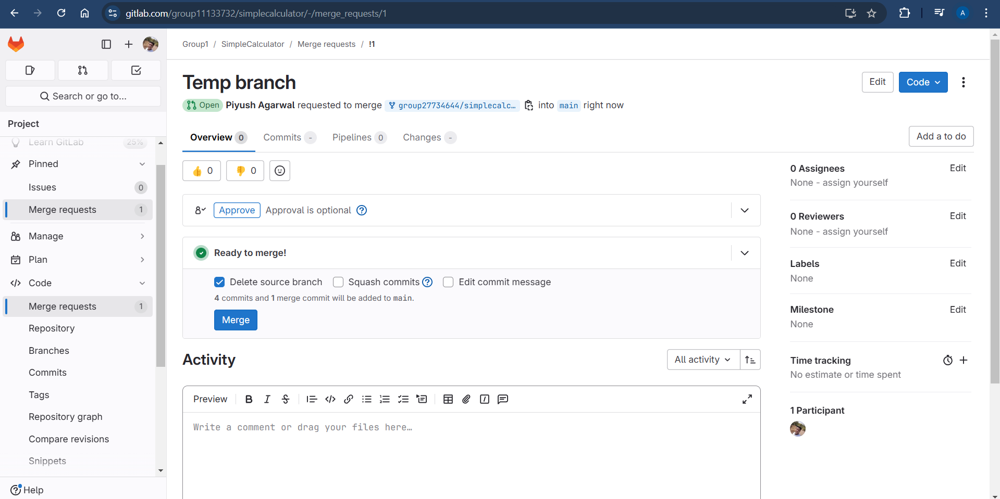 gitlab.com/group11133732/simplecalculator/-/merge_requests/1
A
Search or go to...
Project
Learn GitLab 25%
Pinned
Issues 0
Merge requests 1
Manage
Plan
Code
Merge requests 1
Repository
Branches
Commits
Tags
Repository graph
Compare revisions
Snippets
Help
Group1 / SimpleCalculator / Merge requests / !1
Temp branch
Edit Code
Open Piyush Agarwal requested to merge group27734644/simplecalc… into main right now
Overview 0 Commits - Pipelines 0 Changes -
Add a to do
👍 0 👎 0
Approve Approval is optional
Ready to merge!
Delete source branch Squash commits Edit commit message
4 commits and 1 merge commit will be added to main.
Merge
Activity
All activity
Preview B I S
Write a comment or drag your files here…
0 Assignees Edit
None - assign yourself
0 Reviewers Edit
None - assign yourself
Labels Edit
None
Milestone Edit
None
Time tracking
No estimate or time spent
1 Participant